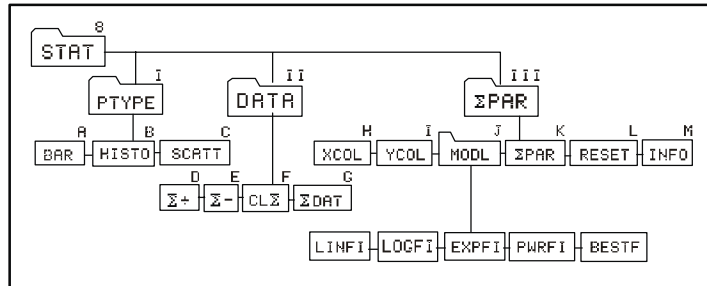 8
STAT
I II III
PTYPE DATA ΣPAR
A B C H I J K L M
BAR HISTO SCATT XCOL YCOL MODL ΣPAR RESET INFO
D E F G
Σ+ Σ- CLΣ ΣDAT
LINFI LOGFI EXPFI PWRFI BESTF